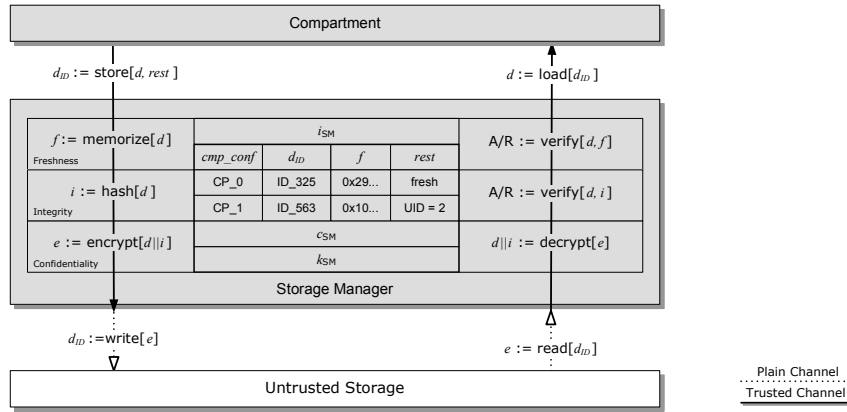 Compartment
d_ID := store[d, rest ]
d := load[d_ID ]
f := memorize[d ]
Freshness
i_SM
A/R := verify[d, f ]
cmp_conf d_ID f rest
i := hash[d ]
Integrity
CP_0 ID_325 0x29... fresh
CP_1 ID_563 0x10... UID = 2
A/R := verify[d, i ]
e := encrypt[d||i ]
Confidentiality
c_SM
k_SM
d||i := decrypt[e]
Storage Manager
d_ID :=write[e ]
e := read[d_ID]
Untrusted Storage
Plain Channel
Trusted Channel